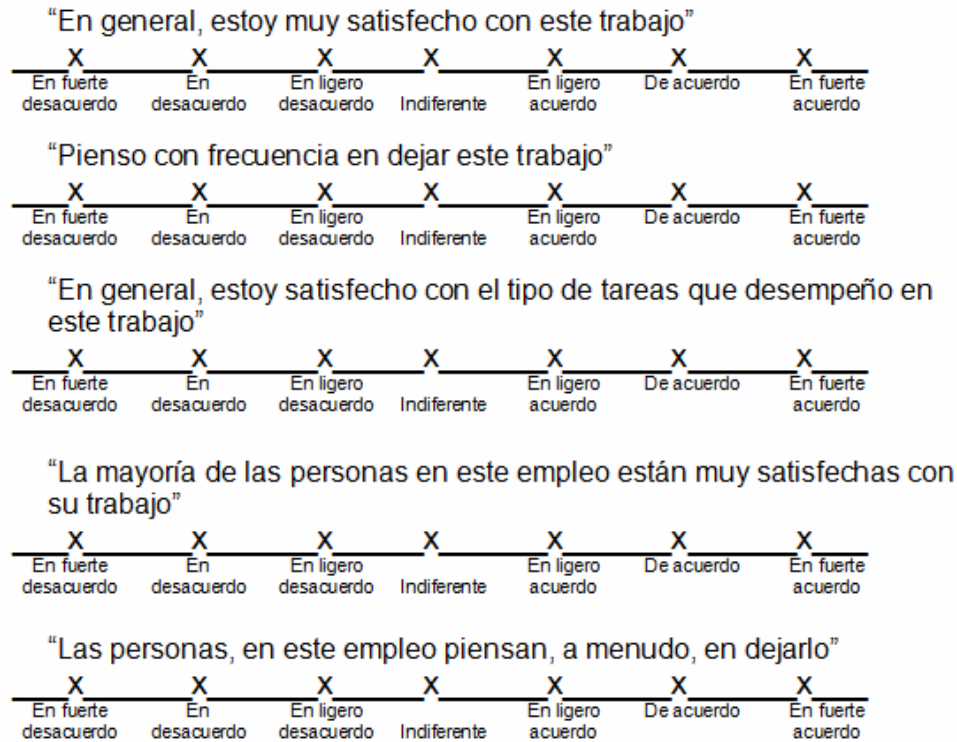 “En general, estoy muy satisfecho con este trabajo”
X X X X X X X
En fuerte En En ligero En ligero De acuerdo En fuerte
desacuerdo desacuerdo desacuerdo Indiferente acuerdo acuerdo
“Pienso con frecuencia en dejar este trabajo”
X X X X X X X
En fuerte En En ligero En ligero De acuerdo En fuerte
desacuerdo desacuerdo desacuerdo Indiferente acuerdo acuerdo
“En general, estoy satisfecho con el tipo de tareas que desempeño en
este trabajo”
X X X X X X X
En fuerte En En ligero En ligero De acuerdo En fuerte
desacuerdo desacuerdo desacuerdo Indiferente acuerdo acuerdo
“La mayoría de las personas en este empleo están muy satisfechas con
su trabajo”
X X X X X X X
En fuerte En En ligero En ligero De acuerdo En fuerte
desacuerdo desacuerdo desacuerdo Indiferente acuerdo acuerdo
“Las personas, en este empleo piensan, a menudo, en dejarlo”
X X X X X X X
En fuerte En En ligero En ligero De acuerdo En fuerte
desacuerdo desacuerdo desacuerdo Indiferente acuerdo acuerdo